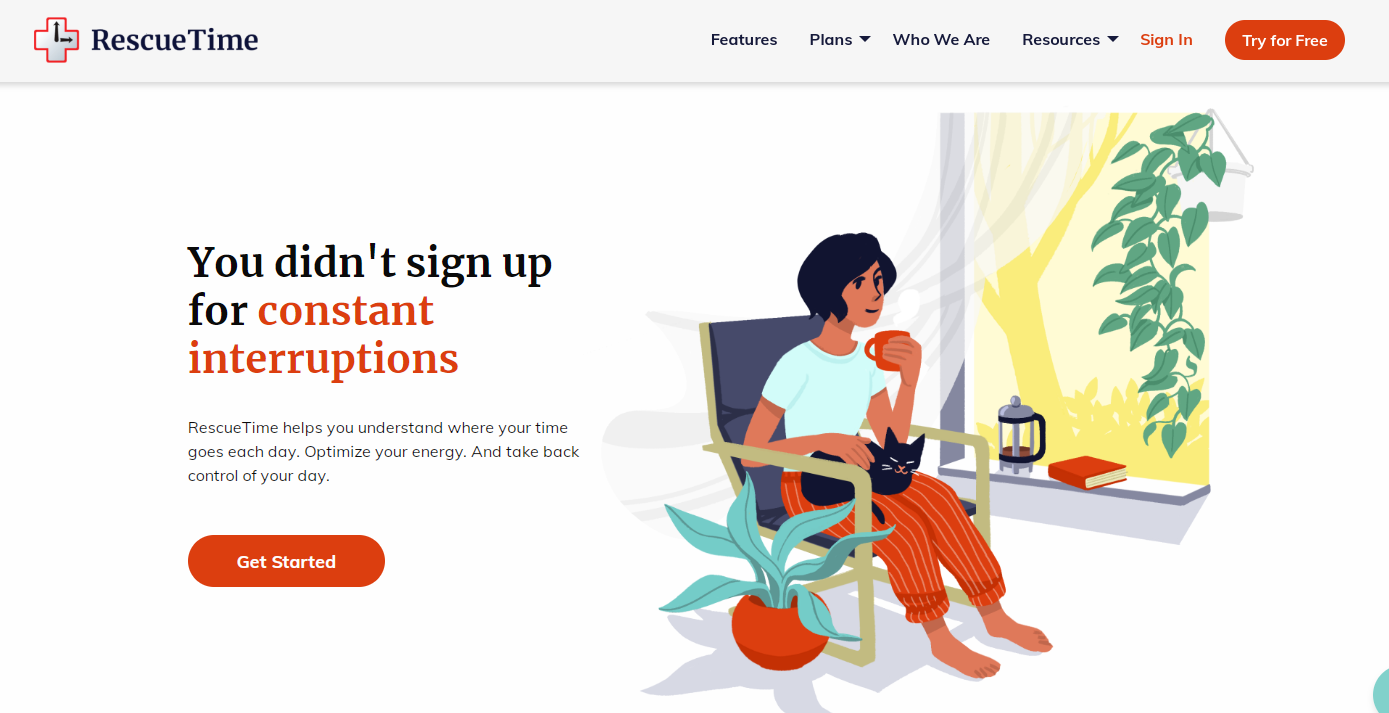 RescueTime
Features
Plans
Who We Are
Resources
Sign In
Try for Free
You didn't sign up
for constant
interruptions
RescueTime helps you understand where your time
goes each day. Optimize your energy. And take back
control of your day.
Get Started